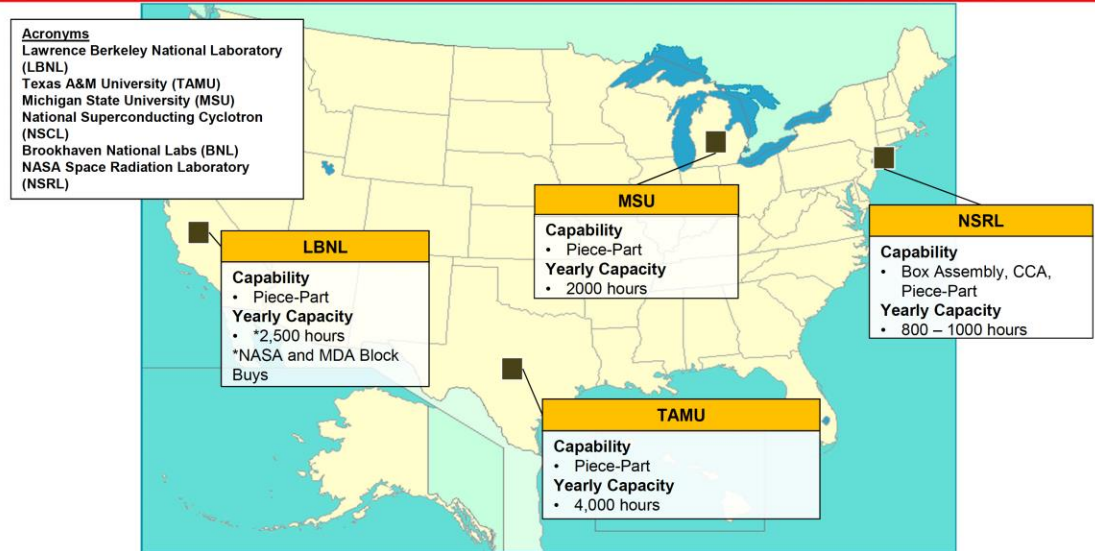 Acronyms
Lawrence Berkeley National Laboratory
(LBNL)
Texas A&M University (TAMU)
Michigan State University (MSU)
National Superconducting Cyclotron
(NSCL)
Brookhaven National Labs (BNL)
NASA Space Radiation Laboratory
(NSRL)
MSU
Capability
• Piece-Part
Yearly Capacity
• 2000 hours
NSRL
Capability
• Box Assembly, CCA,
Piece-Part
Yearly Capacity
• 800 – 1000 hours
LBNL
Capability
• Piece-Part
Yearly Capacity
• *2,500 hours
*NASA and MDA Block
Buys
TAMU
Capability
• Piece-Part
Yearly Capacity
• 4,000 hours